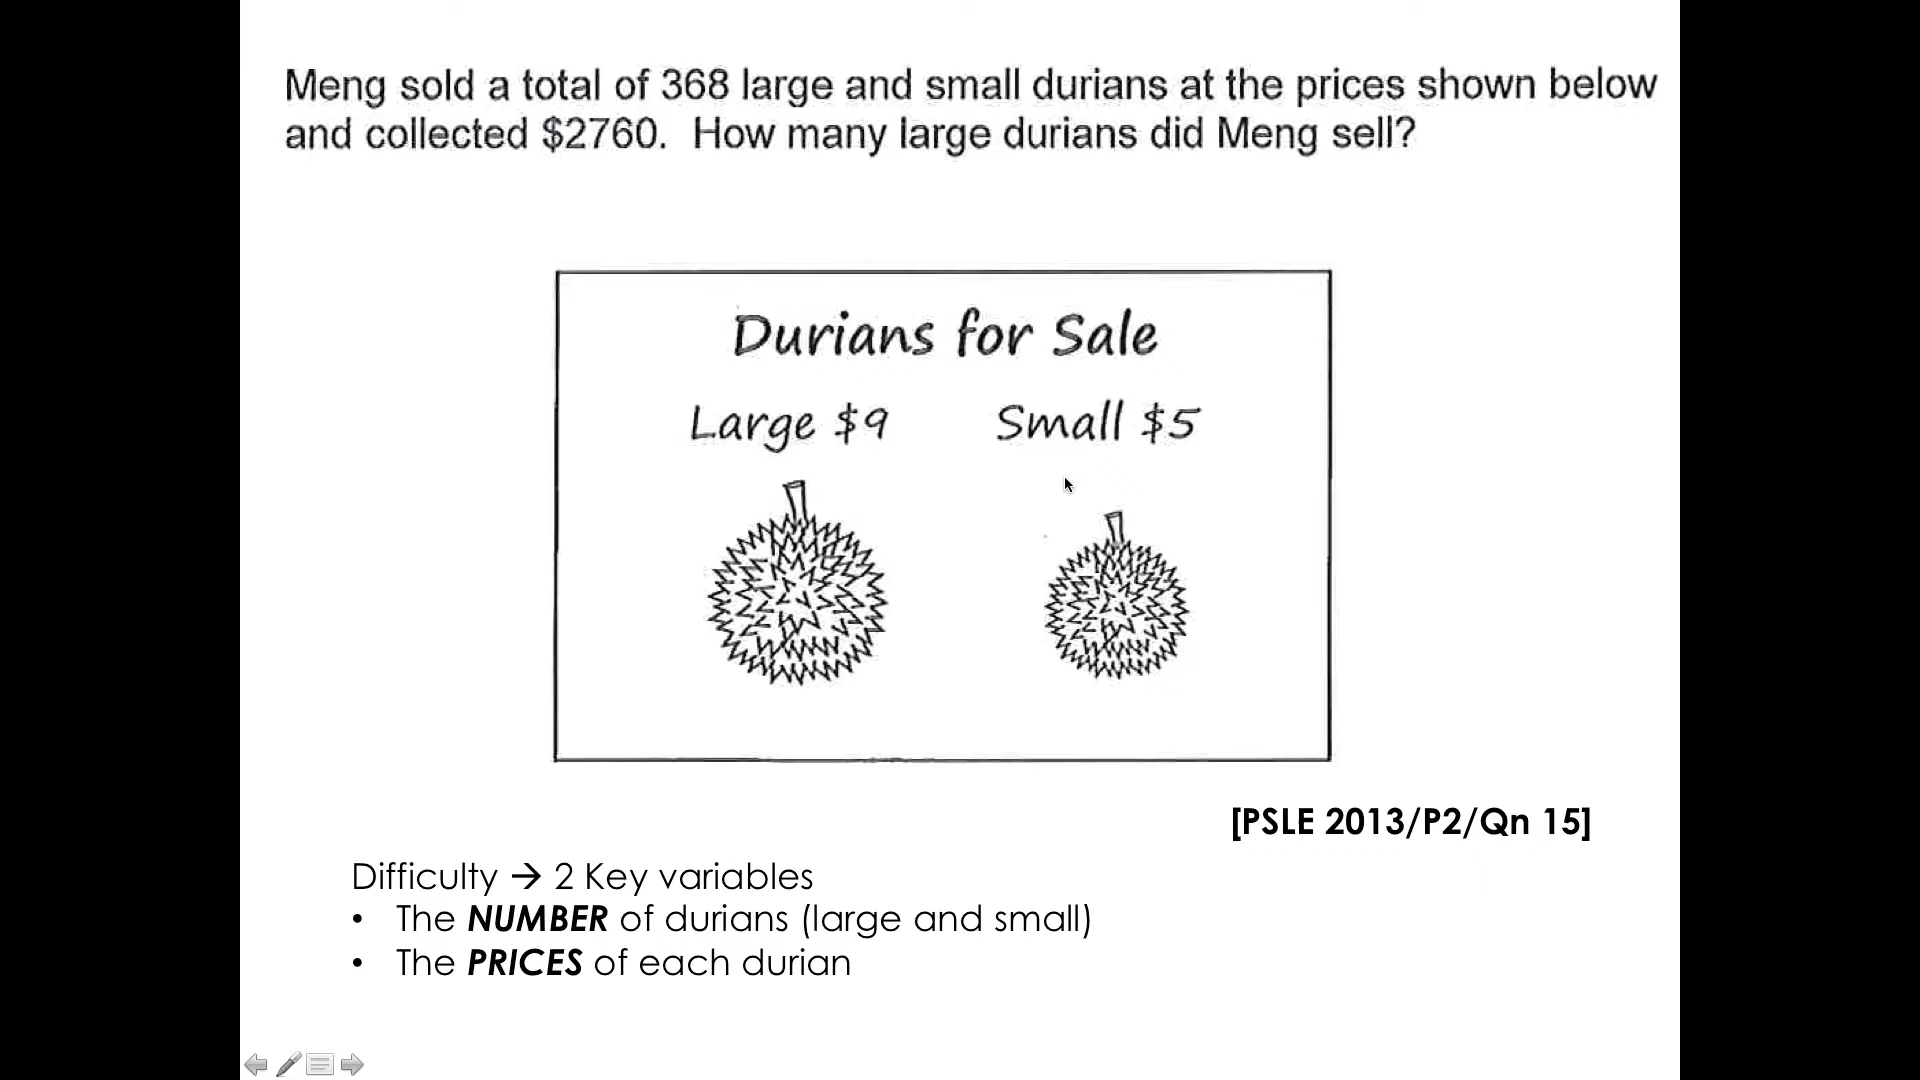 Meng sold a total of 368 large and small durians at the prices shown below
and collected $2760. How many large durians did Meng sell?
Durians for Sale
Large $9 Small $5
[PSLE 2013/P2/Qn 15]
Difficulty → 2 Key variables
• The NUMBER of durians (large and small)
• The PRICES of each durian